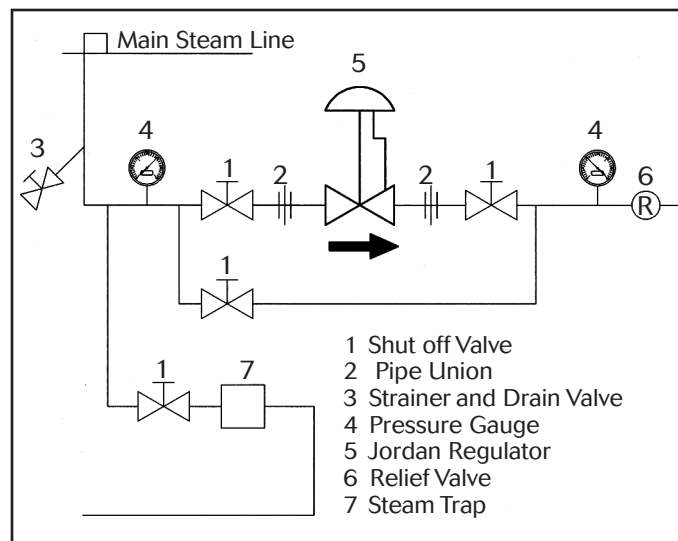 Main Steam Line
5
4
4
3
1
2
2
1
6
R
1
1
7
1 Shut off Valve
2 Pipe Union
3 Strainer and Drain Valve
4 Pressure Gauge
5 Jordan Regulator
6 Relief Valve
7 Steam Trap